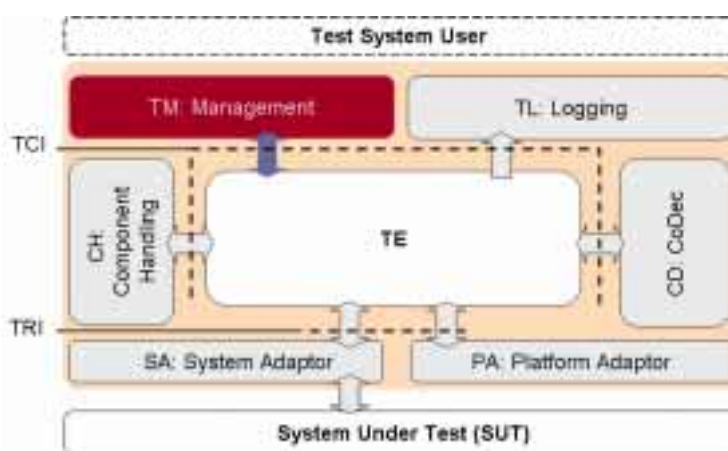 Test System User
TM: Management
TL: Logging
TCI
CH:
Component
Handling
TE
CD: CoDec
TRI
SA: System Adaptor
PA: Platform Adaptor
System Under Test (SUT)